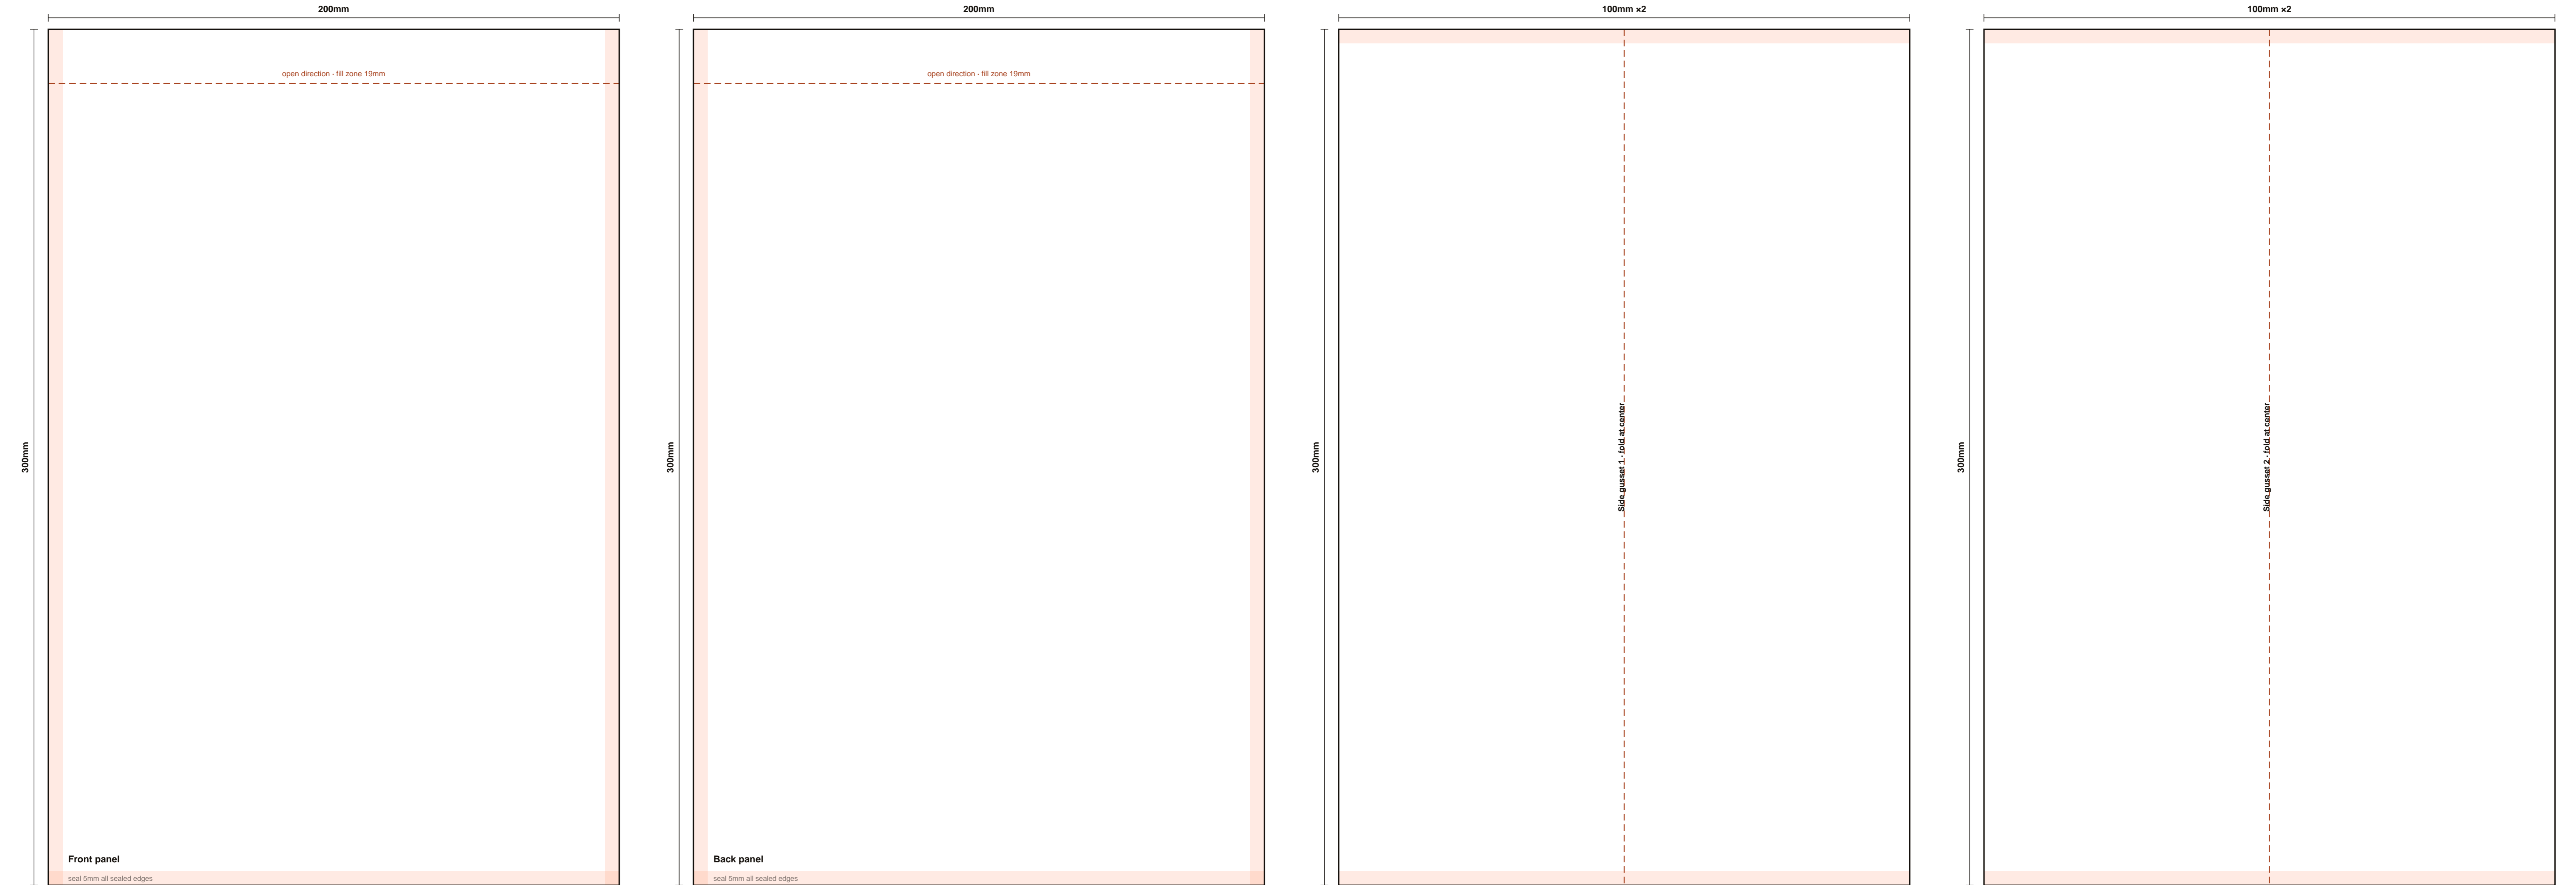 200mm
200mm
100mm ×2
100mm ×2
open direction - fill zone 19mm
open direction - fill zone 19mm
300mm
300mm
Side gusset 1 - fold at center
300mm
Side gusset 2 - fold at center
300mm
Front panel
Back panel
seal 5mm all sealed edges
seal 5mm all sealed edges